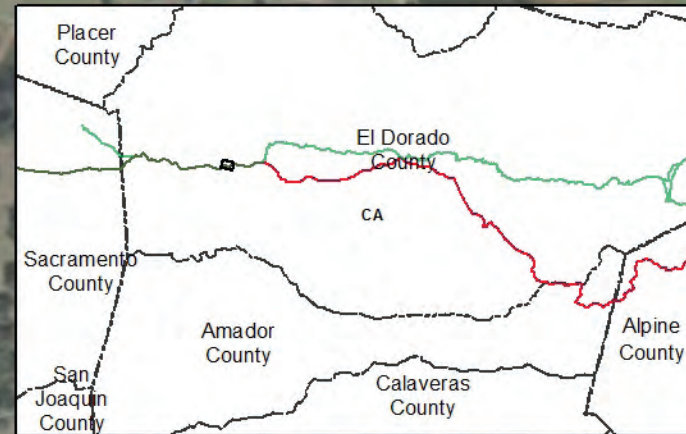 Placer
County
El Dorado
County
CA
Sacramento
County
Amador
County
Alpine
County
San
Joaquin
County
Calaveras
County